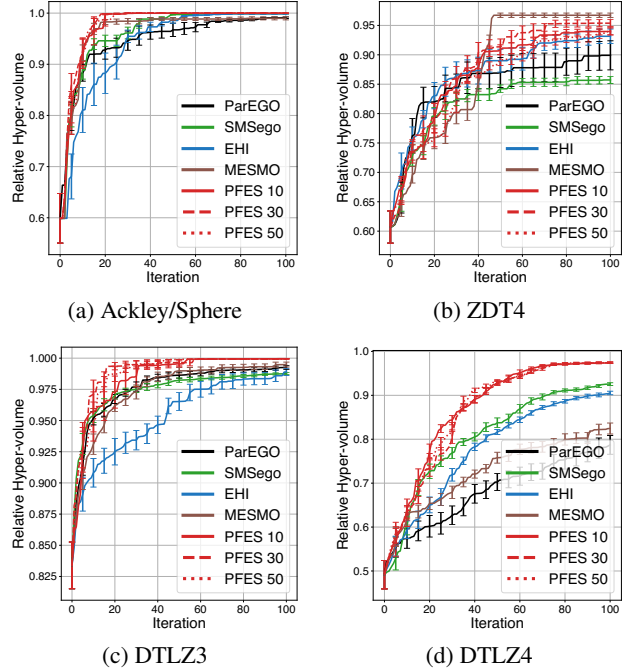 1.0
0.9
0.8
0.7
0.6
Relative Hyper-volume
ParEGO
SMSego
EHI
MESMO
PFES 10
PFES 30
PFES 50
0 20 40 60 80 100
Iteration
(a) Ackley/Sphere
0.95
0.90
0.85
0.80
0.75
0.70
0.65
0.60
Relative Hyper-volume
ParEGO
SMSego
EHI
MESMO
PFES 10
PFES 30
PFES 50
0 20 40 60 80 100
Iteration
(b) ZDT4
1.000
0.975
0.950
0.925
0.900
0.875
0.850
0.825
Relative Hyper-volume
ParEGO
SMSego
EHI
MESMO
PFES 10
PFES 30
PFES 50
0 20 40 60 80 100
Iteration
(c) DTLZ3
1.0
0.9
0.8
0.7
0.6
0.5
Relative Hyper-volume
ParEGO
SMSego
EHI
MESMO
PFES 10
PFES 30
PFES 50
0 20 40 60 80 100
Iteration
(d) DTLZ4